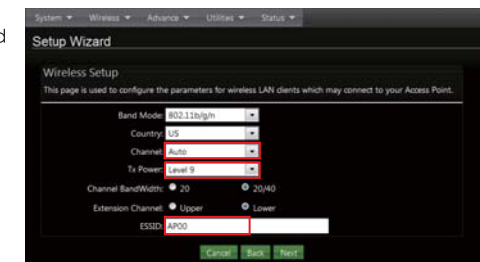 System Wireless Advance Utilities Status
d
Setup Wizard
Wireless Setup
This page is used to configure the parameters for wireless LAN clients which may connect to your Access Point.
Band Mode: 802.11b/g/n
Country: US
Channel: Auto
Tx Power: Level 9
Channel BandWidth: 20 20/40
Extension Channel: Upper Lower
ESSID: AP00
Cancel Back Next